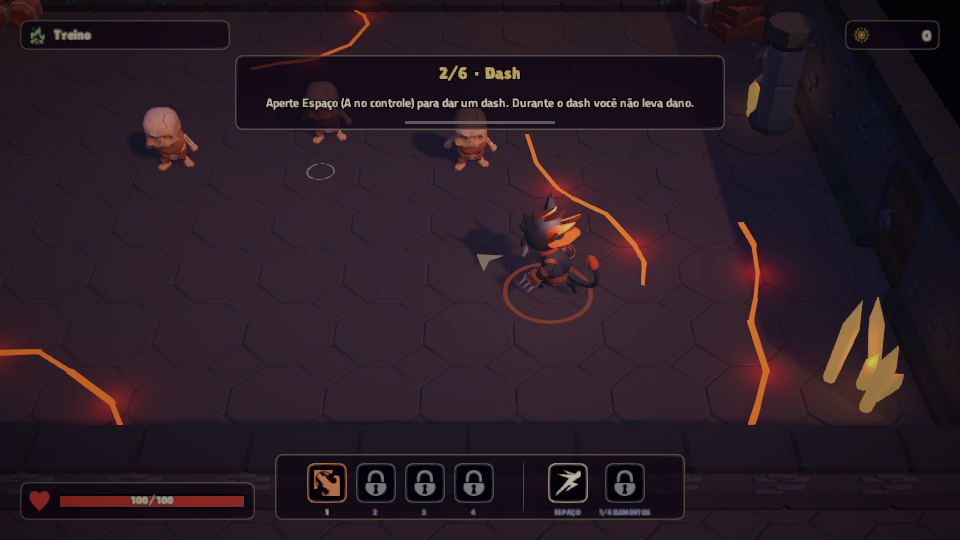 Treino
0
2/6 · Dash
Aperte Espaço (A no controle) para dar um dash. Durante o dash você não leva dano.
100/100
1
2
3
4
ESPAÇO
1/4 ELEMENTOS